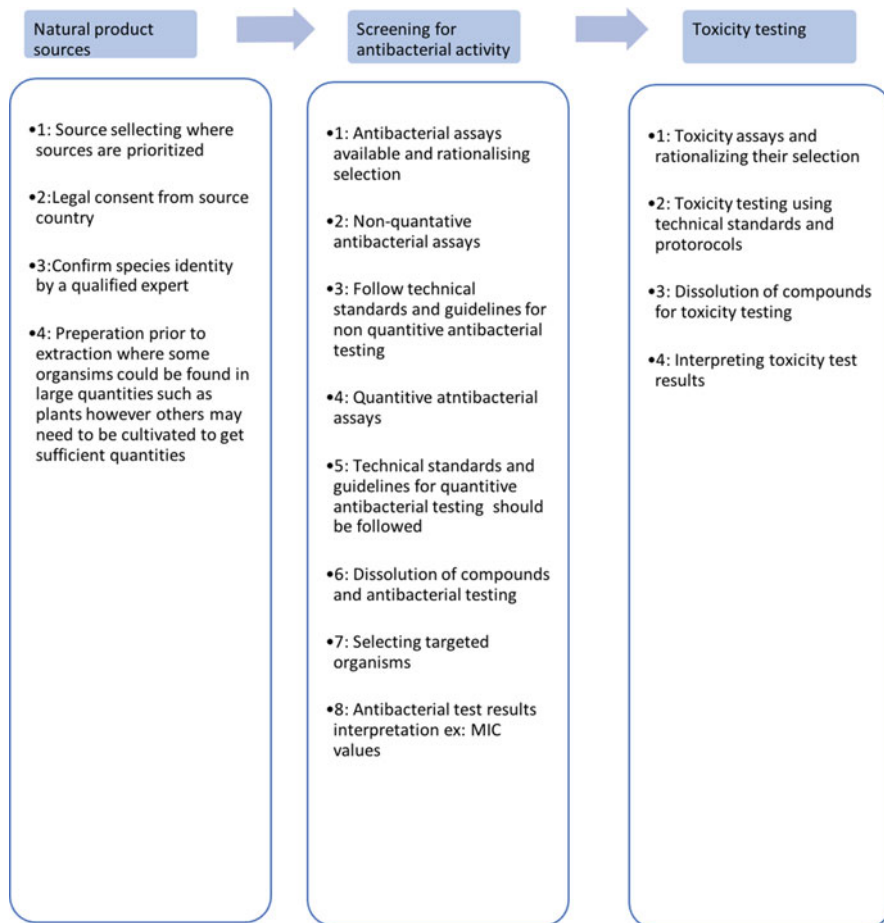 Natural product
sources
Screening for
antibacterial activity
Toxicity testing
•1: Source sellecting where
sources are prioritized
•2:Legal consent from source
country
•3:Confirm species identity
by a qualified expert
•4: Preperation prior to
extraction where some
organsims could be found in
large quantities such as
plants however others may
need to be cultivated to get
sufficient quantities
•1: Antibacterial assays
available and rationalising
selection
•2: Non-quantative
antibacterial assays
•3: Follow technical
standards and guidelines for
non quantitive antibacterial
testing
•4: Quantitive atntibacterial
assays
•5: Technical standards and
guidelines for quantitive
antibacterial testing should
be followed
•6: Dissolution of compounds
and antibacterial testing
•7: Selecting targeted
organisms
•8: Antibacterial test results
interpretation ex: MIC
values
•1: Toxicity assays and
rationalizing their selection
•2: Toxicity testing using
technical standards and
protorocols
•3: Dissolution of compounds
for toxicity testing
•4: Interpreting toxicity test
results